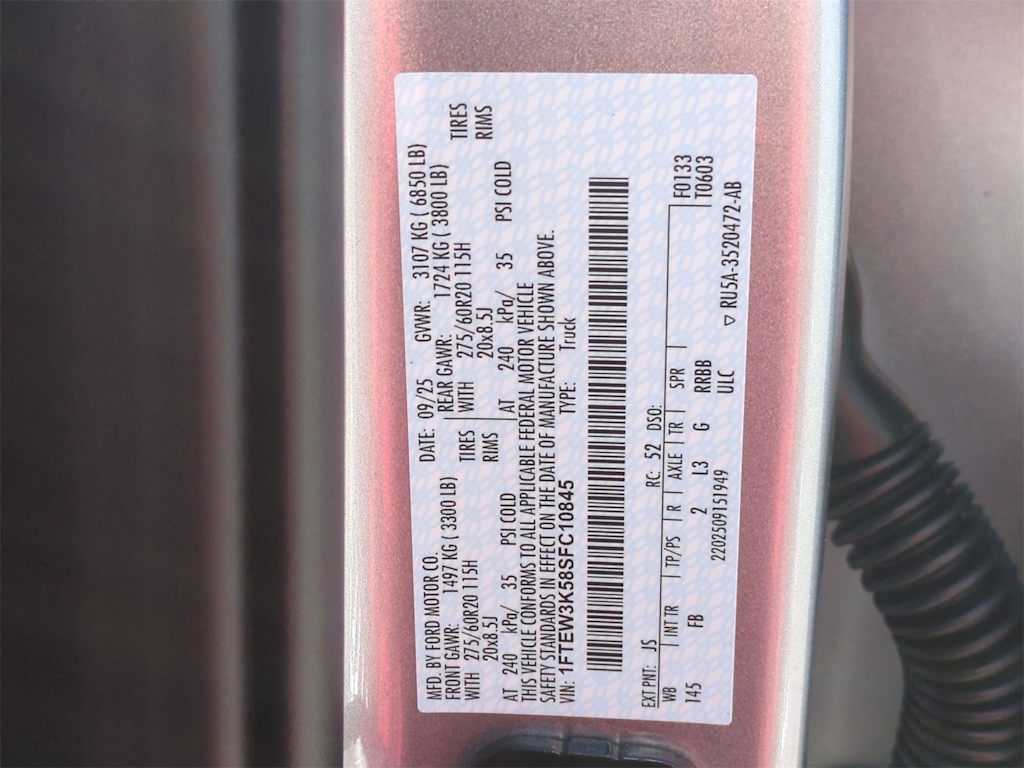 MFD. BY FORD MOTOR CO. DATE: 09/25 GVWR: 3107 KG ( 6850 LB)
FRONT GAWR: 1497 KG ( 3300 LB) REAR GAWR: 1724 KG ( 3800 LB)
WITH 275/60R20 115H TIRES WITH 275/60R20 115H TIRES
20x8.5J RIMS 20x8.5J RIMS
AT 240 kPa/ 35 PSI COLD AT 240 kPa/ 35 PSI COLD
THIS VEHICLE CONFORMS TO ALL APPLICABLE FEDERAL MOTOR VEHICLE
SAFETY STANDARDS IN EFFECT ON THE DATE OF MANUFACTURE SHOWN ABOVE.
VIN: 1FTEW3K58SFC10845 TYPE: Truck
EXT PNT: JS RC: 52 DSO: F0133
WB INT TR TP/PS R AXLE TR SPR T0603
145 FB 2 L3 G RRBB
2202509151949 ULC ▽ RU5A-3520472-AB